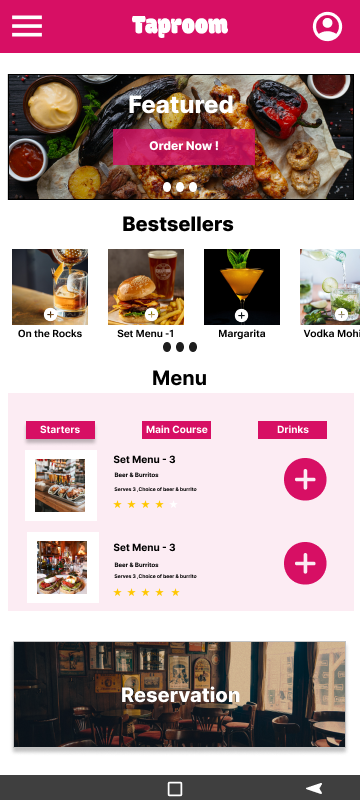 Taproom
Featured
Order Now !
Bestsellers
On the Rocks
Set Menu -1
Margarita
Vodka Mohi
Menu
Starters
Main Course
Drinks
Set Menu - 3
Beer & Burritos
Serves 3 ,Choice of beer & burrito
Set Menu - 3
Beer & Burritos
Serves 3 ,Choice of beer & burrito
Reservation